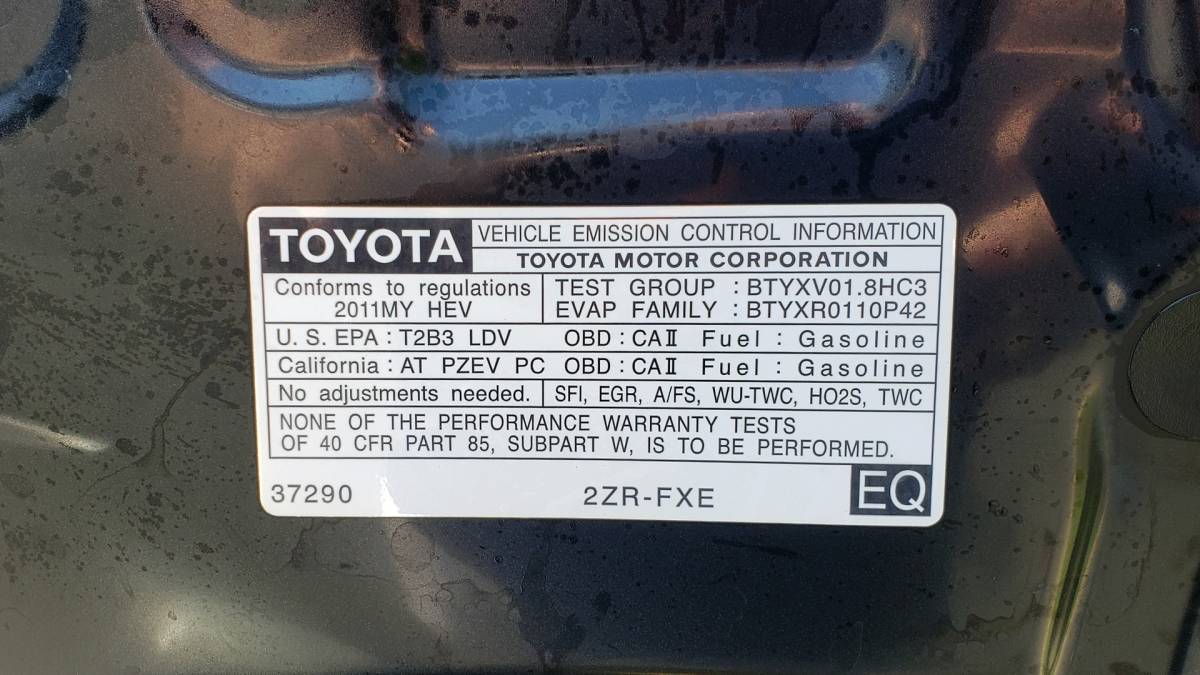 TOYOTA
VEHICLE EMISSION CONTROL INFORMATION
TOYOTA MOTOR CORPORATION
Conforms to regulations
2011MY HEV
TEST GROUP : BTYXV01.8HC3
EVAP FAMILY : BTYXR0110P42
U. S. EPA : T2B3 LDV OBD : CAⅡ Fuel : Gasoline
California : AT PZEV PC OBD : CAⅡ Fuel : Gasoline
No adjustments needed. SFI, EGR, A/FS, WU-TWC, HO2S, TWC
NONE OF THE PERFORMANCE WARRANTY TESTS
OF 40 CFR PART 85, SUBPART W, IS TO BE PERFORMED.
37290 2ZR-FXE EQ